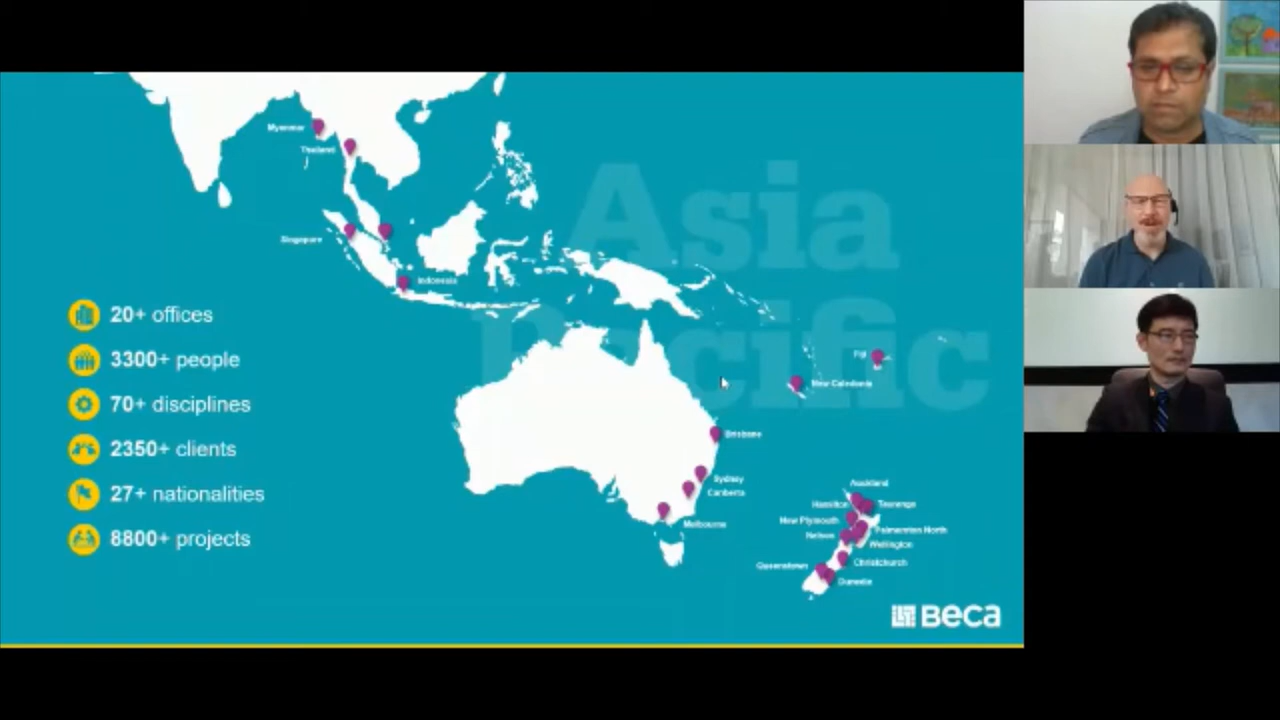 Asia
Pacific
Myanmar
Thailand
Singapore
Indonesia
20+ offices
3300+ people
70+ disciplines
2350+ clients
27+ nationalities
8800+ projects
Fiji
New Caledonia
Brisbane
Sydney
Canberra
Melbourne
Auckland
Hamilton
Tauranga
New Plymouth
Palmerston North
Nelson
Wellington
Christchurch
Queenstown
Dunedin
Beca